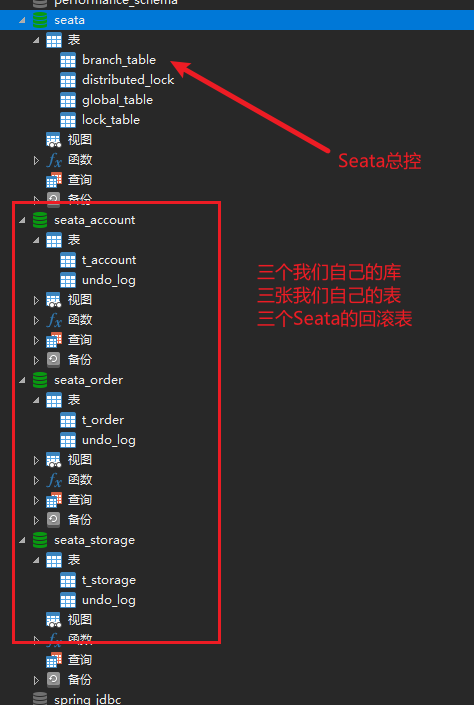 performance_schema
seata
表
branch_table
distributed_lock
global_table
lock_table
视图
fx 函数
查询
备份
Seata总控
seata_account
表
t_account
undo_log
视图
fx 函数
查询
备份
三个我们自己的库
三张我们自己的表
三个Seata的回滚表
seata_order
表
t_order
undo_log
视图
fx 函数
查询
备份
seata_storage
表
t_storage
undo_log
视图
fx 函数
查询
备份
spring_jdbc